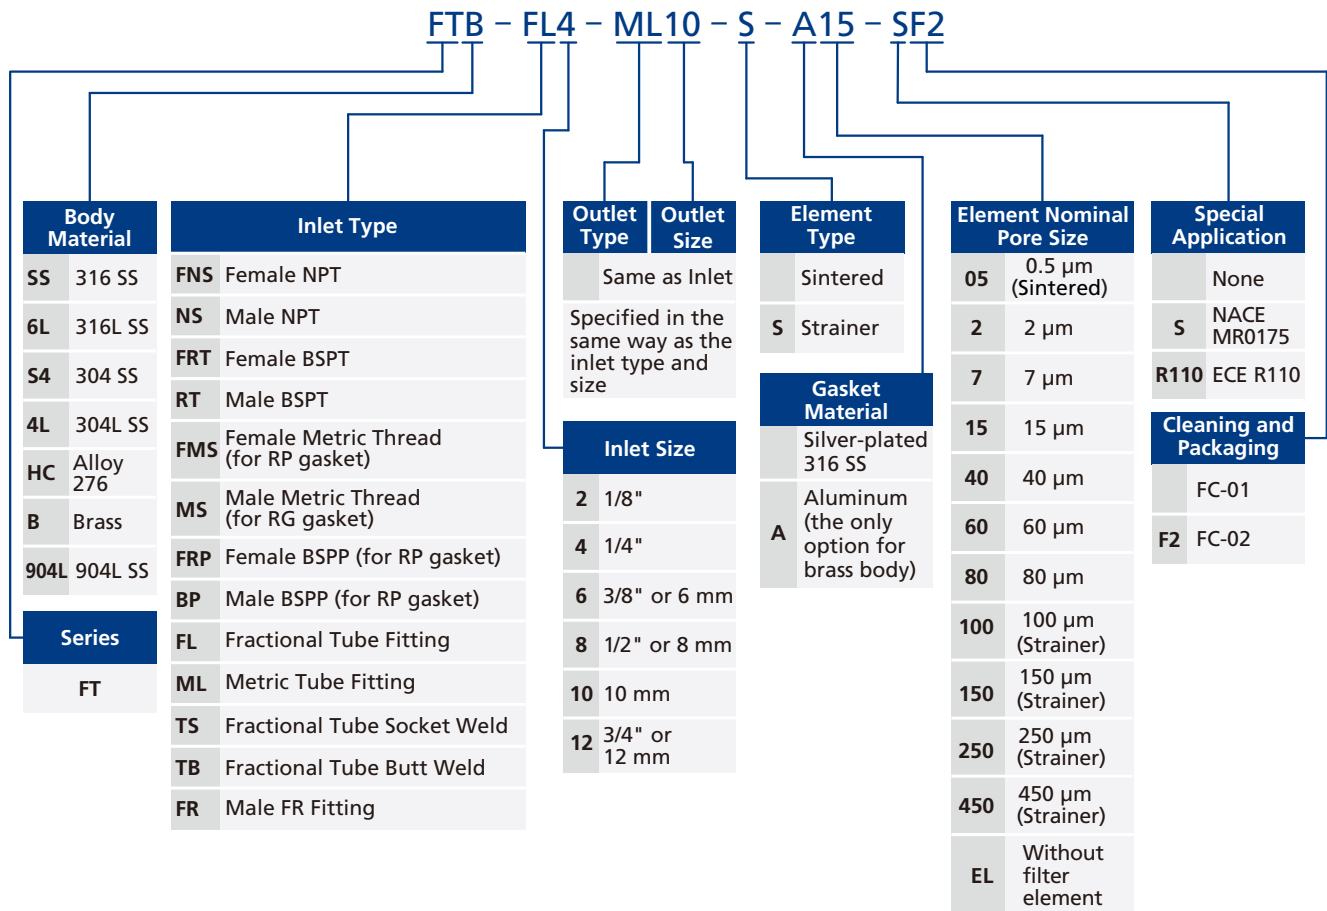 FTB – FL4 – ML10 – S – A15 – SF2
Body
Material
SS 316 SS
6L 316L SS
S4 304 SS
4L 304L SS
HC Alloy
276
B Brass
904L 904L SS
Series
FT
Inlet Type
FNS Female NPT
NS Male NPT
FRT Female BSPT
RT Male BSPT
FMS Female Metric Thread
(for RP gasket)
MS Male Metric Thread
(for RG gasket)
FRP Female BSPP (for RP gasket)
BP Male BSPP (for RP gasket)
FL Fractional Tube Fitting
ML Metric Tube Fitting
TS Fractional Tube Socket Weld
TB Fractional Tube Butt Weld
FR Male FR Fitting
Outlet
Type
Outlet
Size
Same as Inlet
Specified in the
same way as the
inlet type and
size
Inlet Size
2 1/8"
4 1/4"
6 3/8" or 6 mm
8 1/2" or 8 mm
10 10 mm
12 3/4" or
12 mm
Element
Type
Sintered
S Strainer
Gasket
Material
Silver-plated
316 SS
A Aluminum
(the only
option for
brass body)
Element Nominal
Pore Size
05 0.5 μm
(Sintered)
2 2 μm
7 7 μm
15 15 μm
40 40 μm
60 60 μm
80 80 μm
100 100 μm
(Strainer)
150 150 μm
(Strainer)
250 250 μm
(Strainer)
450 450 μm
(Strainer)
EL Without
filter
element
Special
Application
None
S NACE
MR0175
R110 ECE R110
Cleaning and
Packaging
FC-01
F2 FC-02